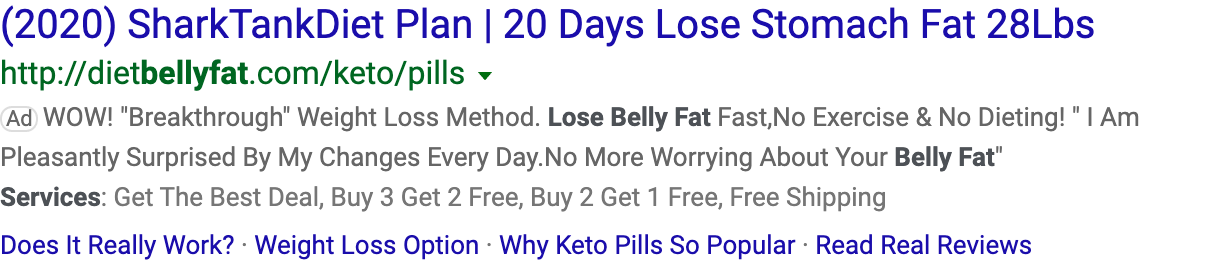 (2020) SharkTankDiet Plan | 20 Days Lose Stomach Fat 28Lbs
http://dietbellyfat.com/keto/pills
Ad WOW! "Breakthrough" Weight Loss Method. Lose Belly Fat Fast,No Exercise & No Dieting! " I Am
Pleasantly Surprised By My Changes Every Day.No More Worrying About Your Belly Fat"
Services: Get The Best Deal, Buy 3 Get 2 Free, Buy 2 Get 1 Free, Free Shipping
Does It Really Work? · Weight Loss Option · Why Keto Pills So Popular · Read Real Reviews